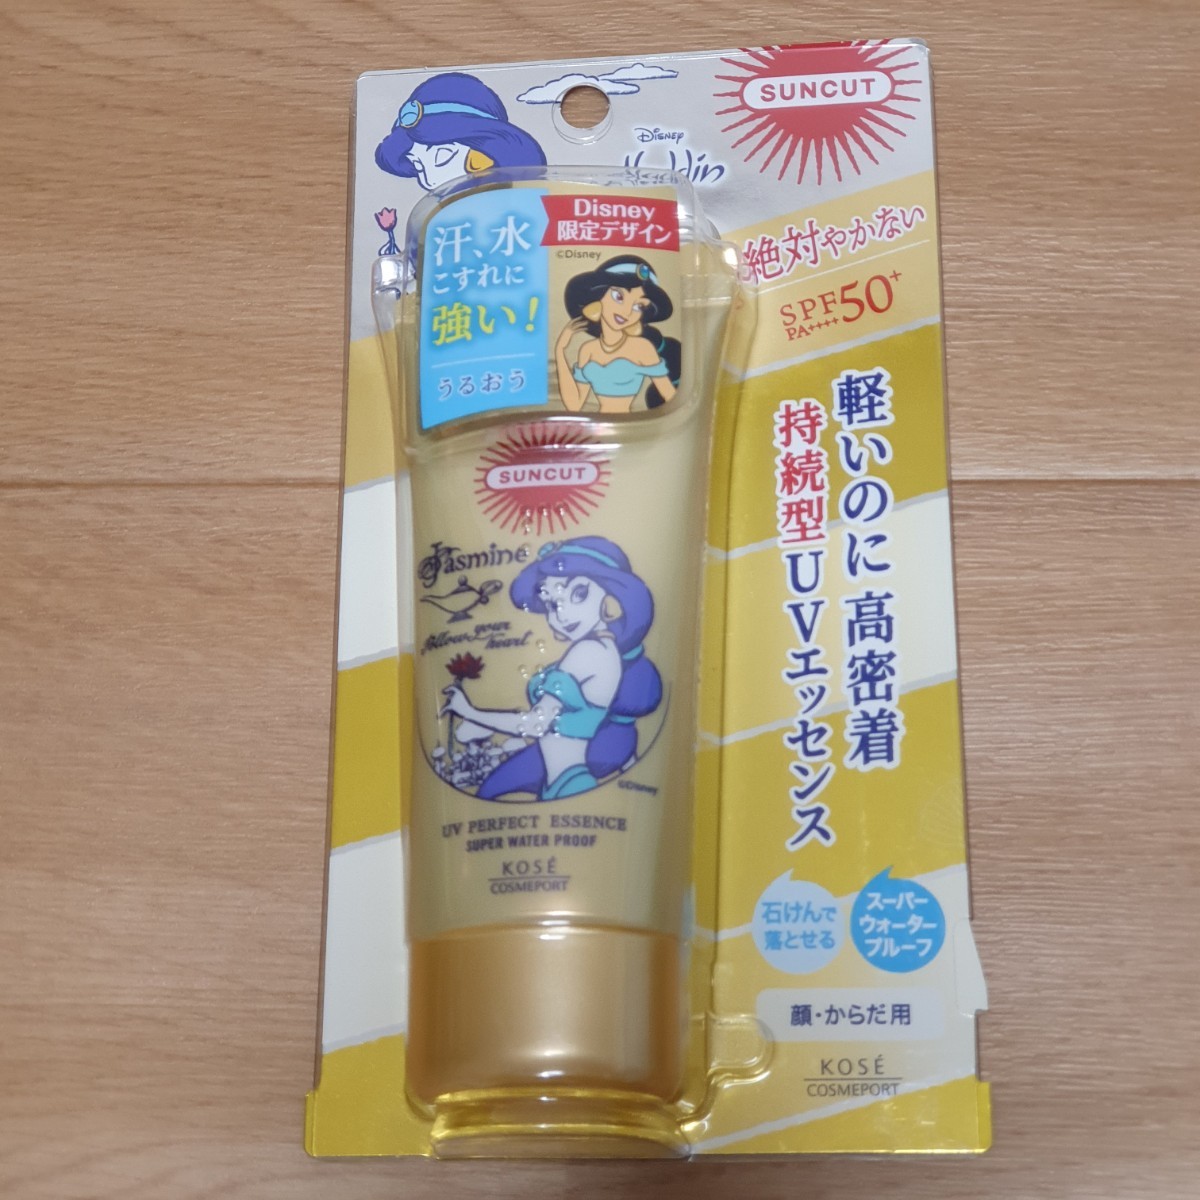 SUNCUT
Disney
Aladdin
絶対やかない
SPF50+
PA++++
軽いのに高密着
持続型UVエッセンス
汗、水
こすれに
強い!
うるおう
Disney
限定デザイン
©Disney
SUNCUT
Jasmine
follow your
heart
©Disney
UV PERFECT ESSENCE
SUPER WATER PROOF
KOSÉ
COSMEPORT
石けんで
落とせる
スーパー
ウォーター
プルーフ
顔・からだ用
KOSÉ
COSMEPORT